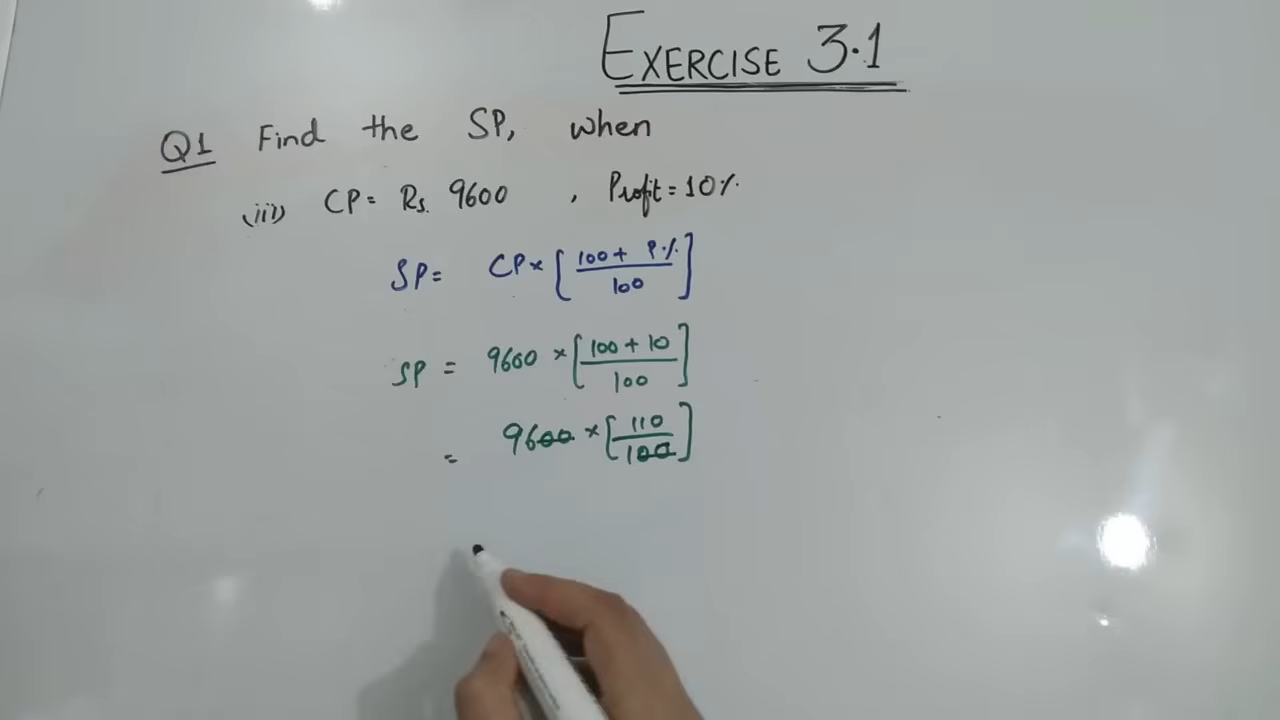 EXERCISE 3.1
Q1 Find the SP, when
(iii) CP = Rs. 9600 , Profit = 10%
SP = CP × [100 + P% / 100]
SP = 9600 × [100 + 10 / 100]
= 9600 × [110 / 100]